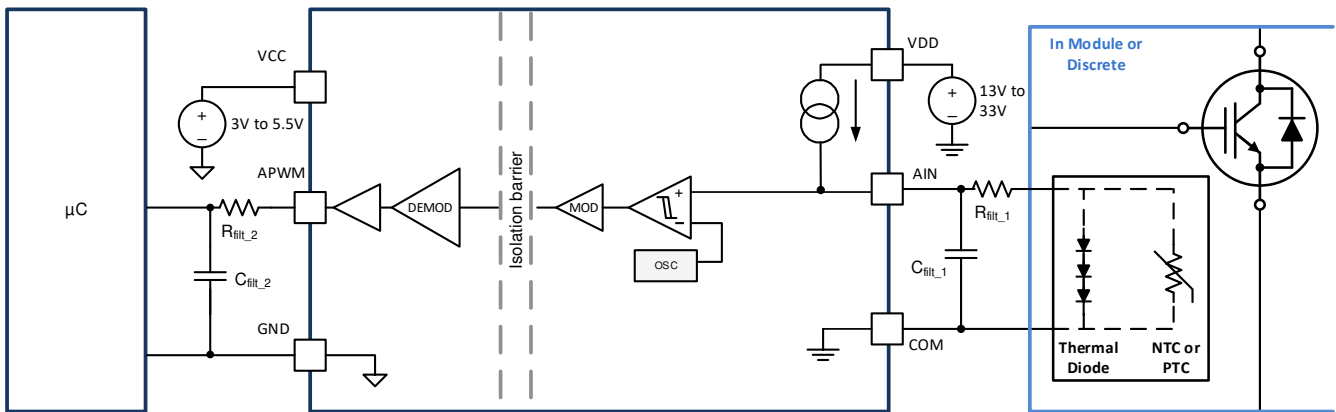 µC
VCC
+
−
3V to 5.5V
APWM
Rfilt_2
Cfilt_2
GND
DEMOD
Isolation barrier
MOD
+
−
OSC
VDD
+
−
13V to
33V
AIN
Rfilt_1
Cfilt_1
COM
In Module or
Discrete
Thermal
Diode
NTC or
PTC